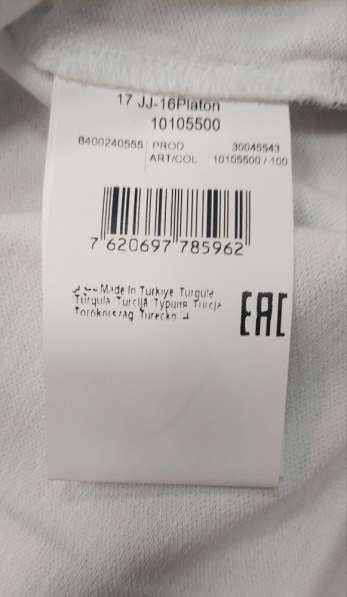 17 JJ-16Platon
10105500
8400240555 PROD 30045543
ART/COL 10105500 / 100
7 620697 785962
Made In Türkiye Turquie
Turquía Turcija Турция Turcja
Törökország Turecko
EAC